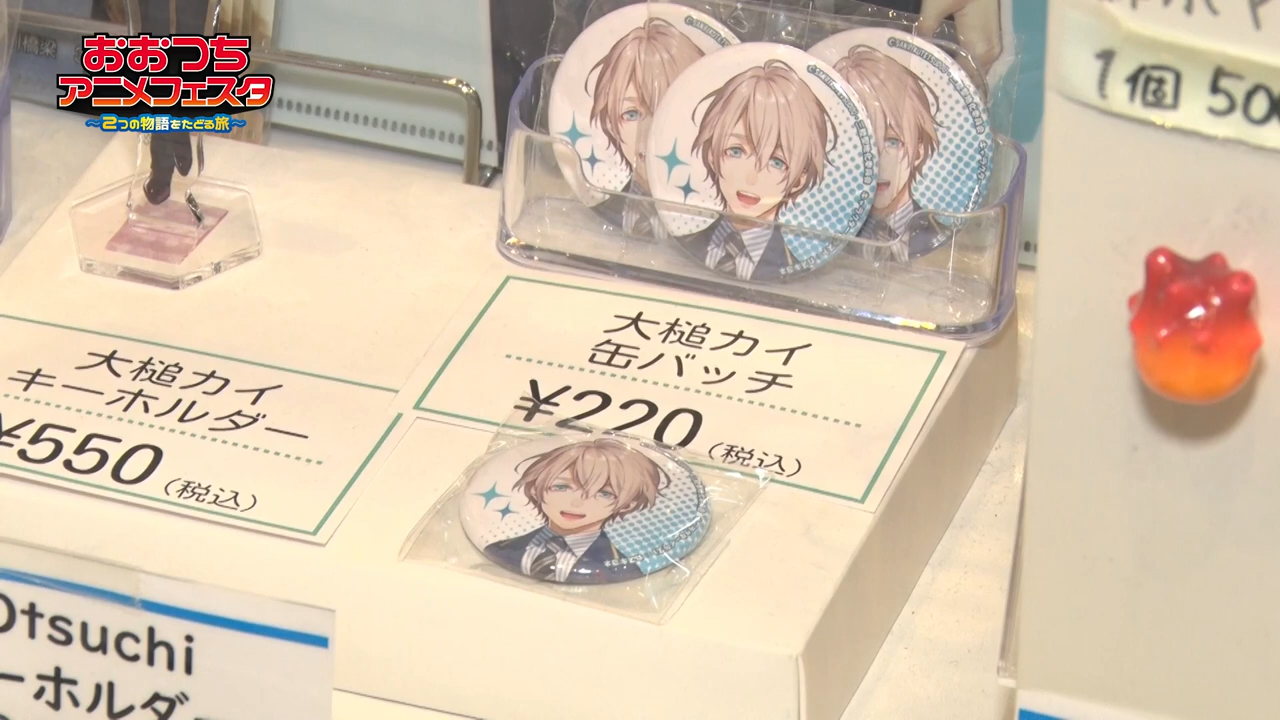 おおつち
アニメフェスタ
～2つの物語をたどる旅～
1個 50
大槌カイ
缶バッチ
¥220(税込)
大槌カイ
キーホルダー
¥550(税込)
Otsuchi
ーホルダ